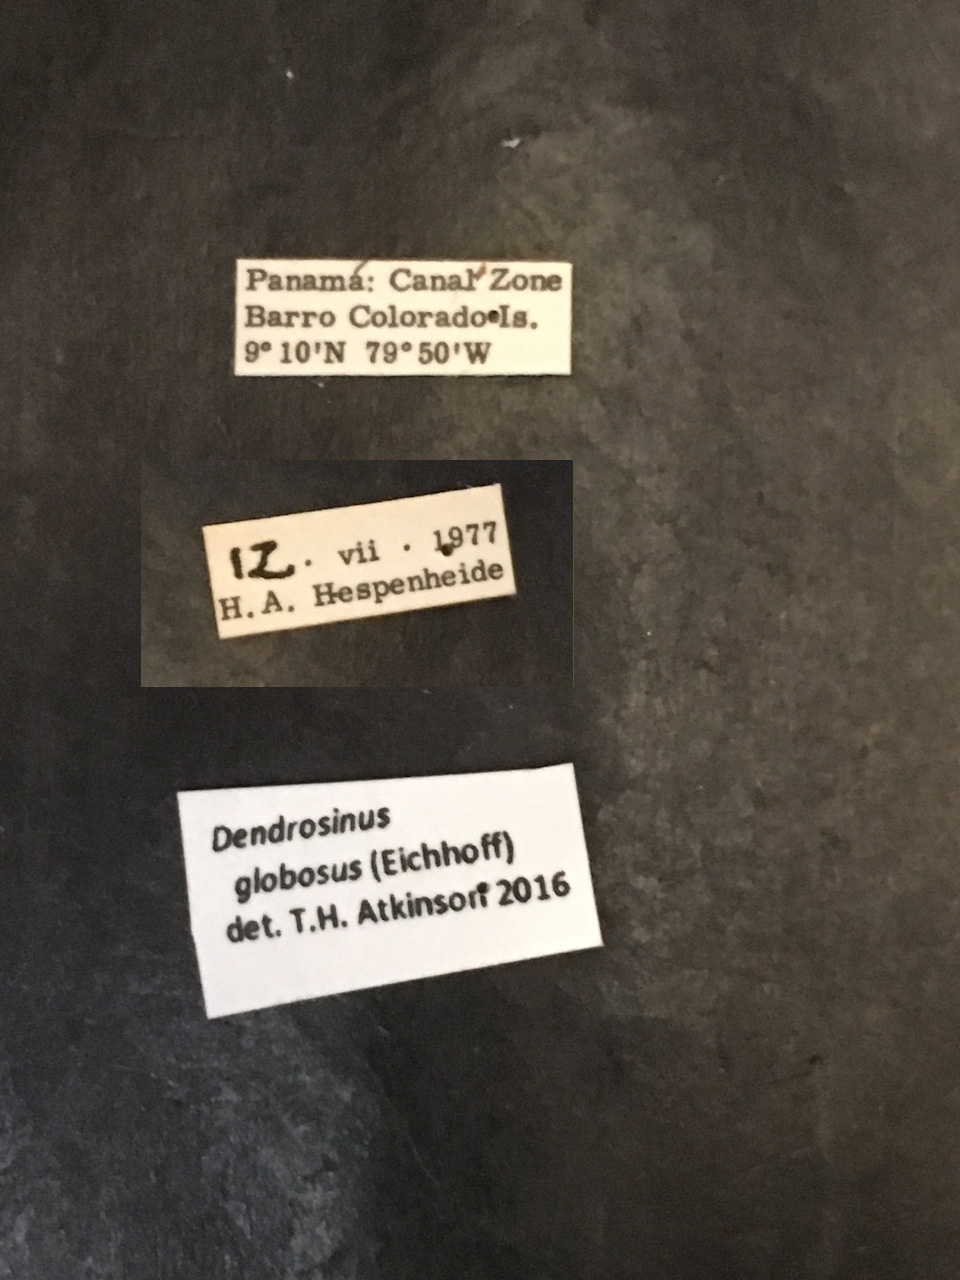 Panamá: Canal Zone
Barro Colorado Is.
9° 10'N 79° 50'W
12. vii . 1977
H. A. Hespenheide
Dendrosinus
globosus (Eichhoff)
det. T.H. Atkinson 2016